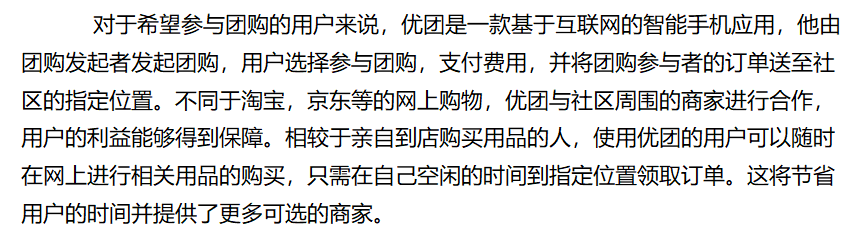 对于希望参与团购的用户来说，优团是一款基于互联网的智能手机应用，他由
团购发起者发起团购，用户选择参与团购，支付费用，并将团购参与者的订单送至社
区的指定位置。不同于淘宝，京东等的网上购物，优团与社区周围的商家进行合作，
用户的利益能够得到保障。相较于亲自到店购买用品的人，使用优团的用户可以随时
在网上进行相关用品的购买，只需在自己空闲的时间到指定位置领取订单。这将节省
用户的时间并提供了更多可选的商家。